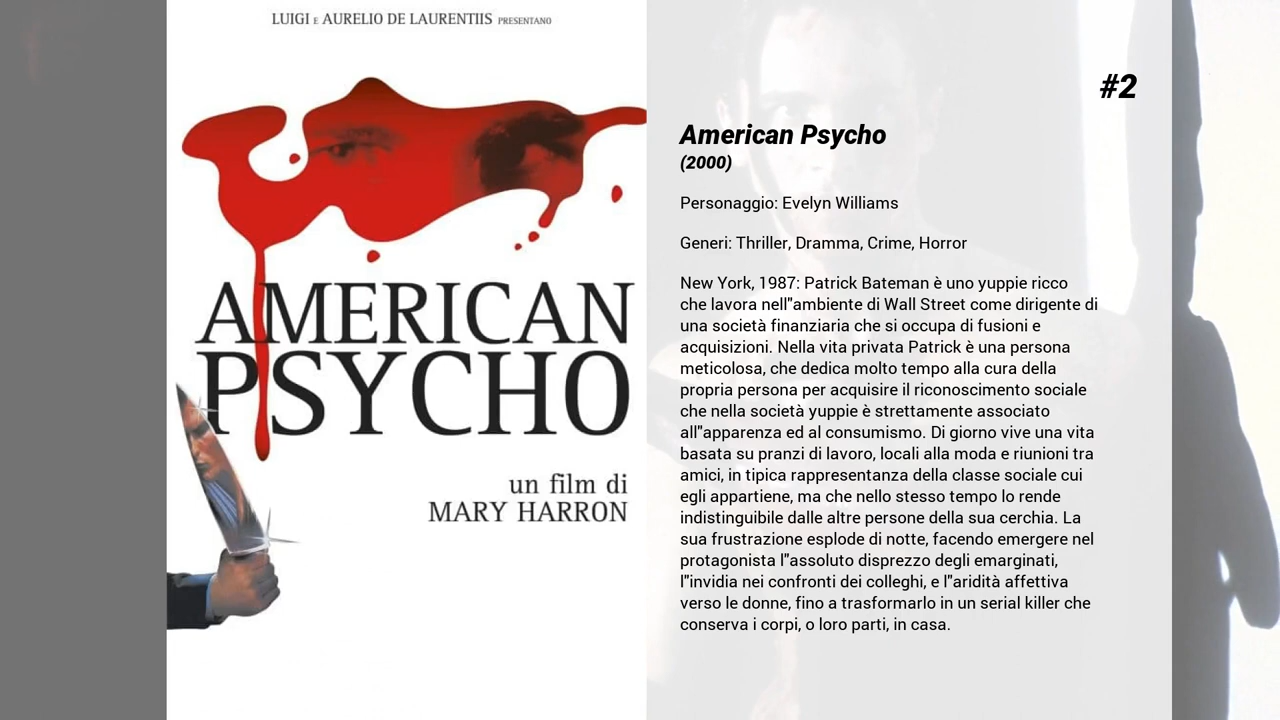 LUIGI E AURELIO DE LAURENTIIS PRESENTANO
AMERICAN
PSYCHO
un film di
MARY HARRON
#2
American Psycho
(2000)
Personaggio: Evelyn Williams
Generi: Thriller, Dramma, Crime, Horror
New York, 1987: Patrick Bateman è uno yuppie ricco
che lavora nell"ambiente di Wall Street come dirigente di
una società finanziaria che si occupa di fusioni e
acquisizioni. Nella vita privata Patrick è una persona
meticolosa, che dedica molto tempo alla cura della
propria persona per acquisire il riconoscimento sociale
che nella società yuppie è strettamente associato
all"apparenza ed al consumismo. Di giorno vive una vita
basata su pranzi di lavoro, locali alla moda e riunioni tra
amici, in tipica rappresentanza della classe sociale cui
egli appartiene, ma che nello stesso tempo lo rende
indistinguibile dalle altre persone della sua cerchia. La
sua frustrazione esplode di notte, facendo emergere nel
protagonista l"assoluto disprezzo degli emarginati,
l"invidia nei confronti dei colleghi, e l"aridità affettiva
verso le donne, fino a trasformarlo in un serial killer che
conserva i corpi, o loro parti, in casa.